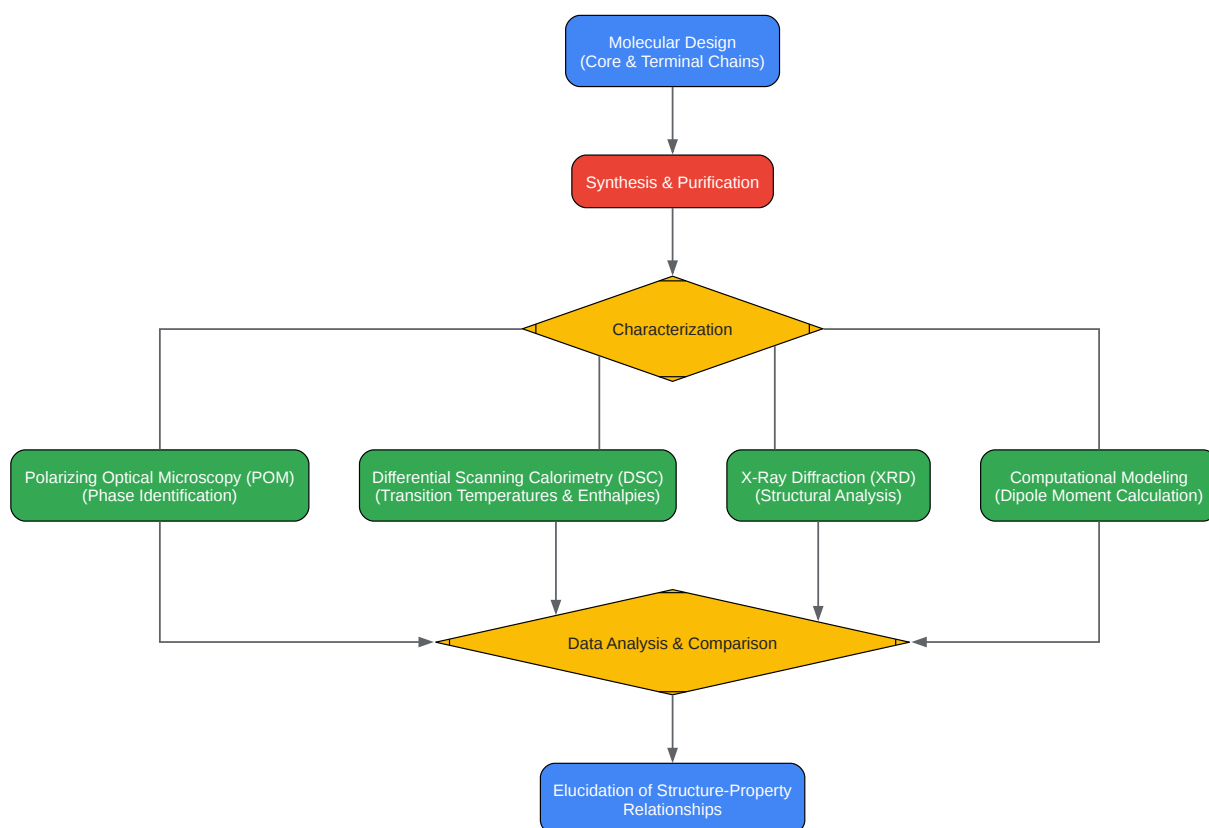 Molecular Design
(Core & Terminal Chains)
Synthesis & Purification
Characterization
Polarizing Optical Microscopy (POM)
(Phase Identification)
Differential Scanning Calorimetry (DSC)
(Transition Temperatures & Enthalpies)
X-Ray Diffraction (XRD)
(Structural Analysis)
Computational Modeling
(Dipole Moment Calculation)
Data Analysis & Comparison
Elucidation of Structure-Property
Relationships